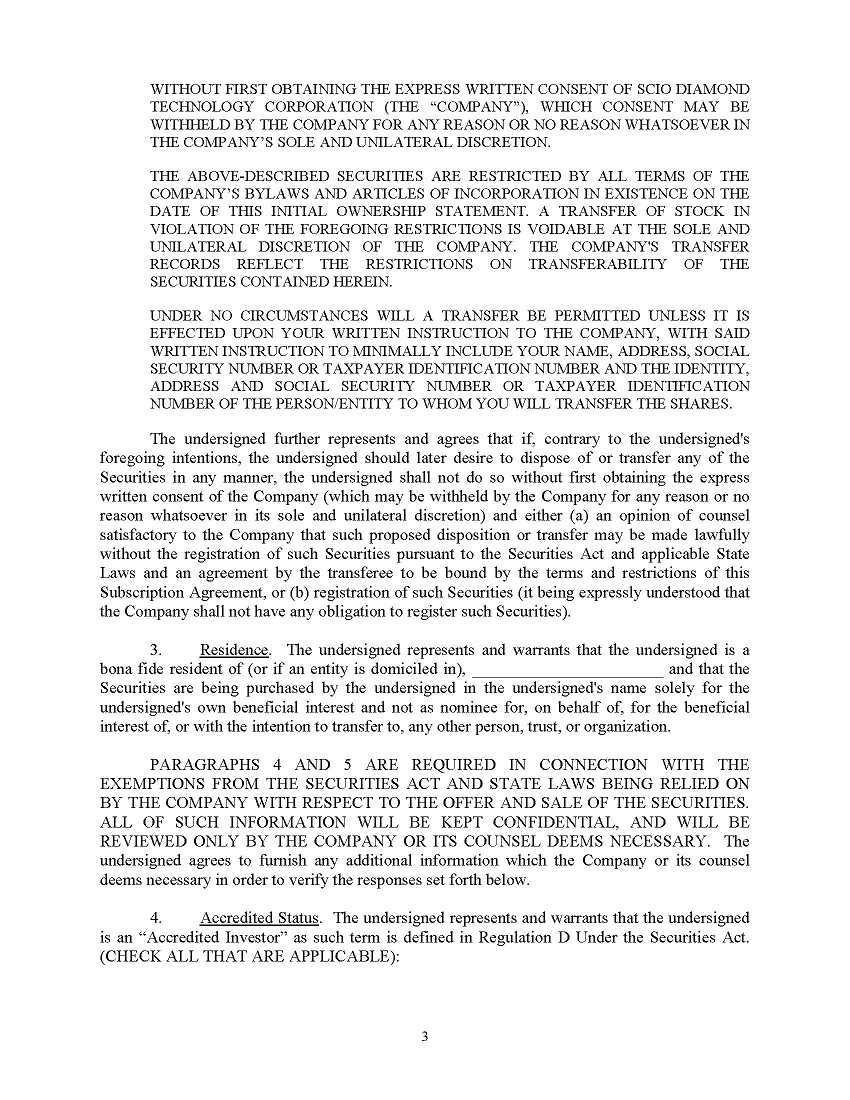 WITHOUT FIRST OBTAINING THE EXPRESS WRITTEN CONSENT OF SCIO DIAMOND
TECHNOLOGY CORPORATION (THE “COMPANY”), WHICH CONSENT MAY BE
WITHHELD BY THE COMPANY FOR ANY REASON OR NO REASON WHATSOEVER IN
THE COMPANY’S SOLE AND UNILATERAL DISCRETION.
THE ABOVE-DESCRIBED SECURITIES ARE RESTRICTED BY ALL TERMS OF THE
COMPANY’S BYLAWS AND ARTICLES OF INCORPORATION IN EXISTENCE ON THE
DATE OF THIS INITIAL OWNERSHIP STATEMENT. A TRANSFER OF STOCK IN
VIOLATION OF THE FOREGOING RESTRICTIONS IS VOIDABLE AT THE SOLE AND
UNILATERAL DISCRETION OF THE COMPANY. THE COMPANY'S TRANSFER
RECORDS REFLECT THE RESTRICTIONS ON TRANSFERABILITY OF THE
SECURITIES CONTAINED HEREIN.
UNDER NO CIRCUMSTANCES WILL A TRANSFER BE PERMITTED UNLESS IT IS
EFFECTED UPON YOUR WRITTEN INSTRUCTION TO THE COMPANY, WITH SAID
WRITTEN INSTRUCTION TO MINIMALLY INCLUDE YOUR NAME, ADDRESS, SOCIAL
SECURITY NUMBER OR TAXPAYER IDENTIFICATION NUMBER AND THE IDENTITY,
ADDRESS AND SOCIAL SECURITY NUMBER OR TAXPAYER IDENTIFICATION
NUMBER OF THE PERSON/ENTITY TO WHOM YOU WILL TRANSFER THE SHARES.
The undersigned further represents and agrees that if, contrary to the undersigned's
foregoing intentions, the undersigned should later desire to dispose of or transfer any of the
Securities in any manner, the undersigned shall not do so without first obtaining the express
written consent of the Company (which may be withheld by the Company for any reason or no
reason whatsoever in its sole and unilateral discretion) and either (a) an opinion of counsel
satisfactory to the Company that such proposed disposition or transfer may be made lawfully
without the registration of such Securities pursuant to the Securities Act and applicable State
Laws and an agreement by the transferee to be bound by the terms and restrictions of this
Subscription Agreement, or (b) registration of such Securities (it being expressly understood that
the Company shall not have any obligation to register such Securities).
3. Residence. The undersigned represents and warrants that the undersigned is a
bona fide resident of (or if an entity is domiciled in), ________________________ and that the
Securities are being purchased by the undersigned in the undersigned's name solely for the
undersigned's own beneficial interest and not as nominee for, on behalf of, for the beneficial
interest of, or with the intention to transfer to, any other person, trust, or organization.
PARAGRAPHS 4 AND 5 ARE REQUIRED IN CONNECTION WITH THE
EXEMPTIONS FROM THE SECURITIES ACT AND STATE LAWS BEING RELIED ON
BY THE COMPANY WITH RESPECT TO THE OFFER AND SALE OF THE SECURITIES.
ALL OF SUCH INFORMATION WILL BE KEPT CONFIDENTIAL, AND WILL BE
REVIEWED ONLY BY THE COMPANY OR ITS COUNSEL DEEMS NECESSARY. The
undersigned agrees to furnish any additional information which the Company or its counsel
deems necessary in order to verify the responses set forth below.
4. Accredited Status. The undersigned represents and warrants that the undersigned
is an “Accredited Investor” as such term is defined in Regulation D Under the Securities Act.
(CHECK ALL THAT ARE APPLICABLE):
3